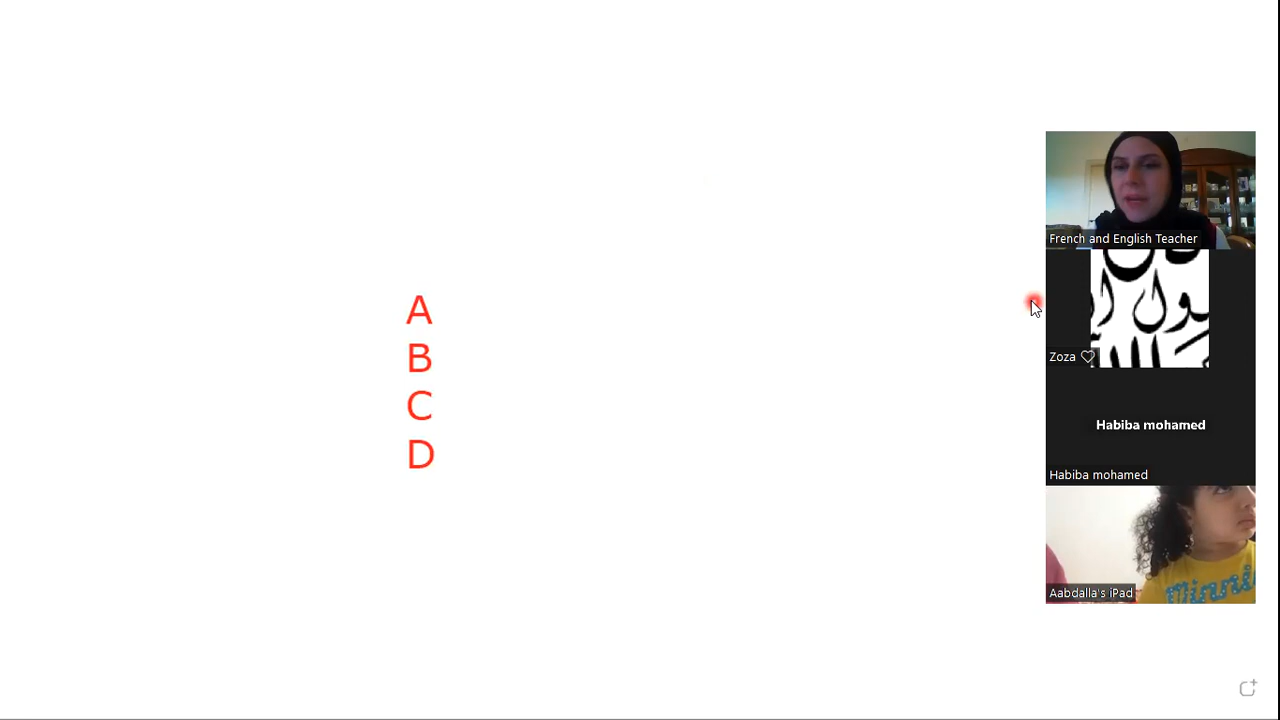 A
B
C
D
French and English Teacher
Zoza ♡
Habiba mohamed
Habiba mohamed
Aabdalla's iPad